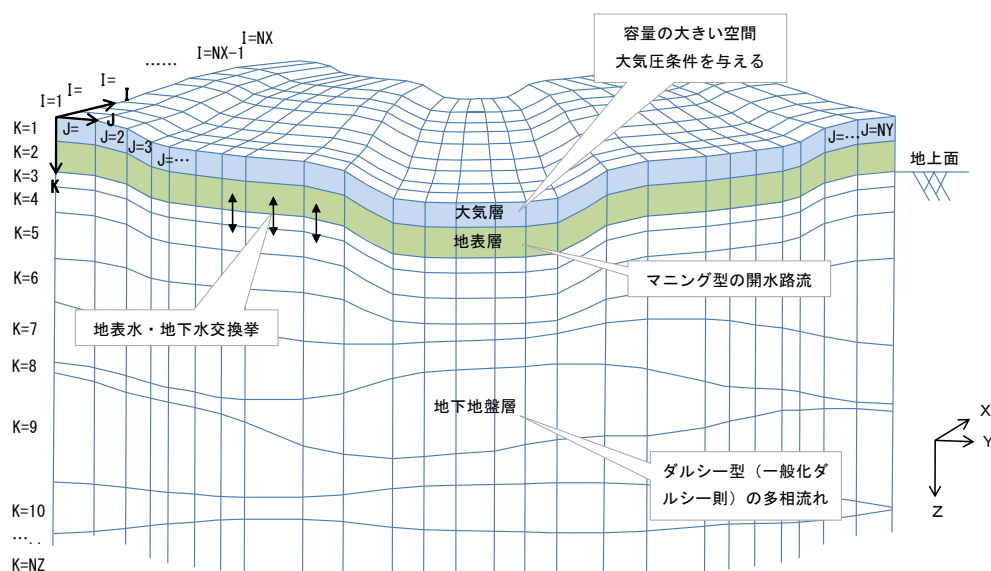 I=NX
I=NX-1
……
I=
I=
I=1
I
J
K
K=1
K=2
K=3
K=4
K=5
K=6
K=7
K=8
K=9
K=10
…..
K=NZ
J=
J=2
J=3
J=…
J=…
J=NY
容量の大きい空間
大気圧条件を与える
地上面
大気層
地表層
マニング型の開水路流
地表水・地下水交換挙
地下地盤層
ダルシー型（一般化ダ
ルシー則）の多相流れ
X
Y
Z